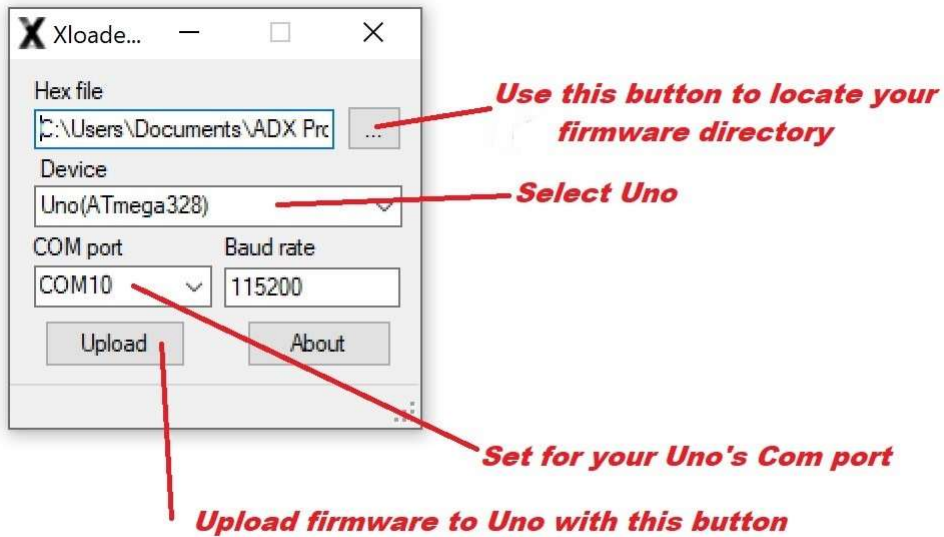 Xloade...
Hex file
Use this button to locate your
firmware directory
C:\Users\Documents\ADX Prc
...
Device
Select Uno
Uno(ATmega328)
COM port Baud rate
COM10 115200
Upload About
Set for your Uno's Com port
Upload firmware to Uno with this button